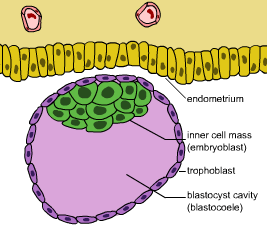 endometrium
inner cell mass
(embryoblast)
trophoblast
blastocyst cavity
(blastocoele)